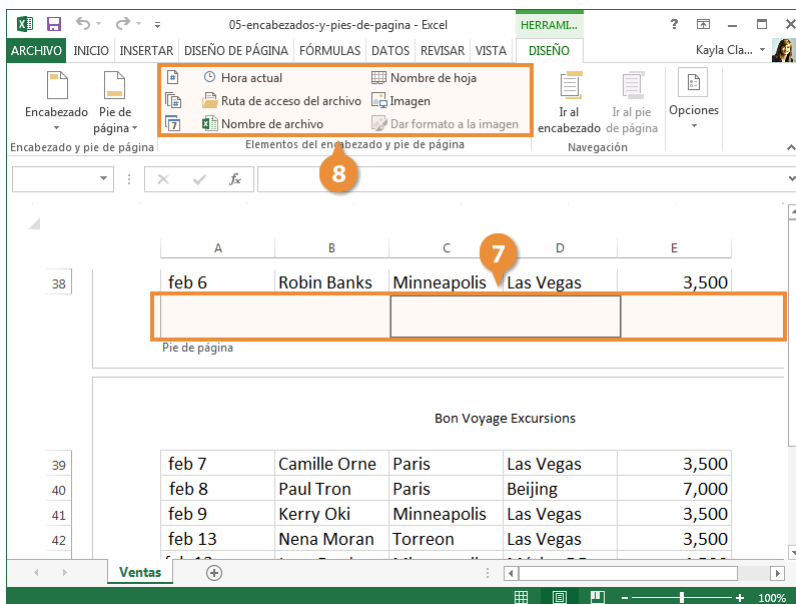 05-encabezados-y-pies-de-pagina - Excel HERRAMI... ?
ARCHIVO INICIO INSERTAR DISEÑO DE PÁGINA FÓRMULAS DATOS REVISAR VISTA DISEÑO Kayla Cla...
Encabezado
Pie de página
Hora actual
Ruta de acceso del archivo
Nombre de archivo
Nombre de hoja
Imagen
Dar formato a la imagen
Ir al encabezado
Ir al pie de página
Opciones
Encabezado y pie de página Elementos del encabezado y pie de página Navegación
8
fx
A B C D E
7
38 feb 6 Robin Banks Minneapolis Las Vegas 3,500
Pie de página
Bon Voyage Excursions
39 feb 7 Camille Orne Paris Las Vegas 3,500
40 feb 8 Paul Tron Paris Beijing 7,000
41 feb 9 Kerry Oki Minneapolis Las Vegas 3,500
42 feb 13 Nena Moran Torreon Las Vegas 3,500
Ventas
100%